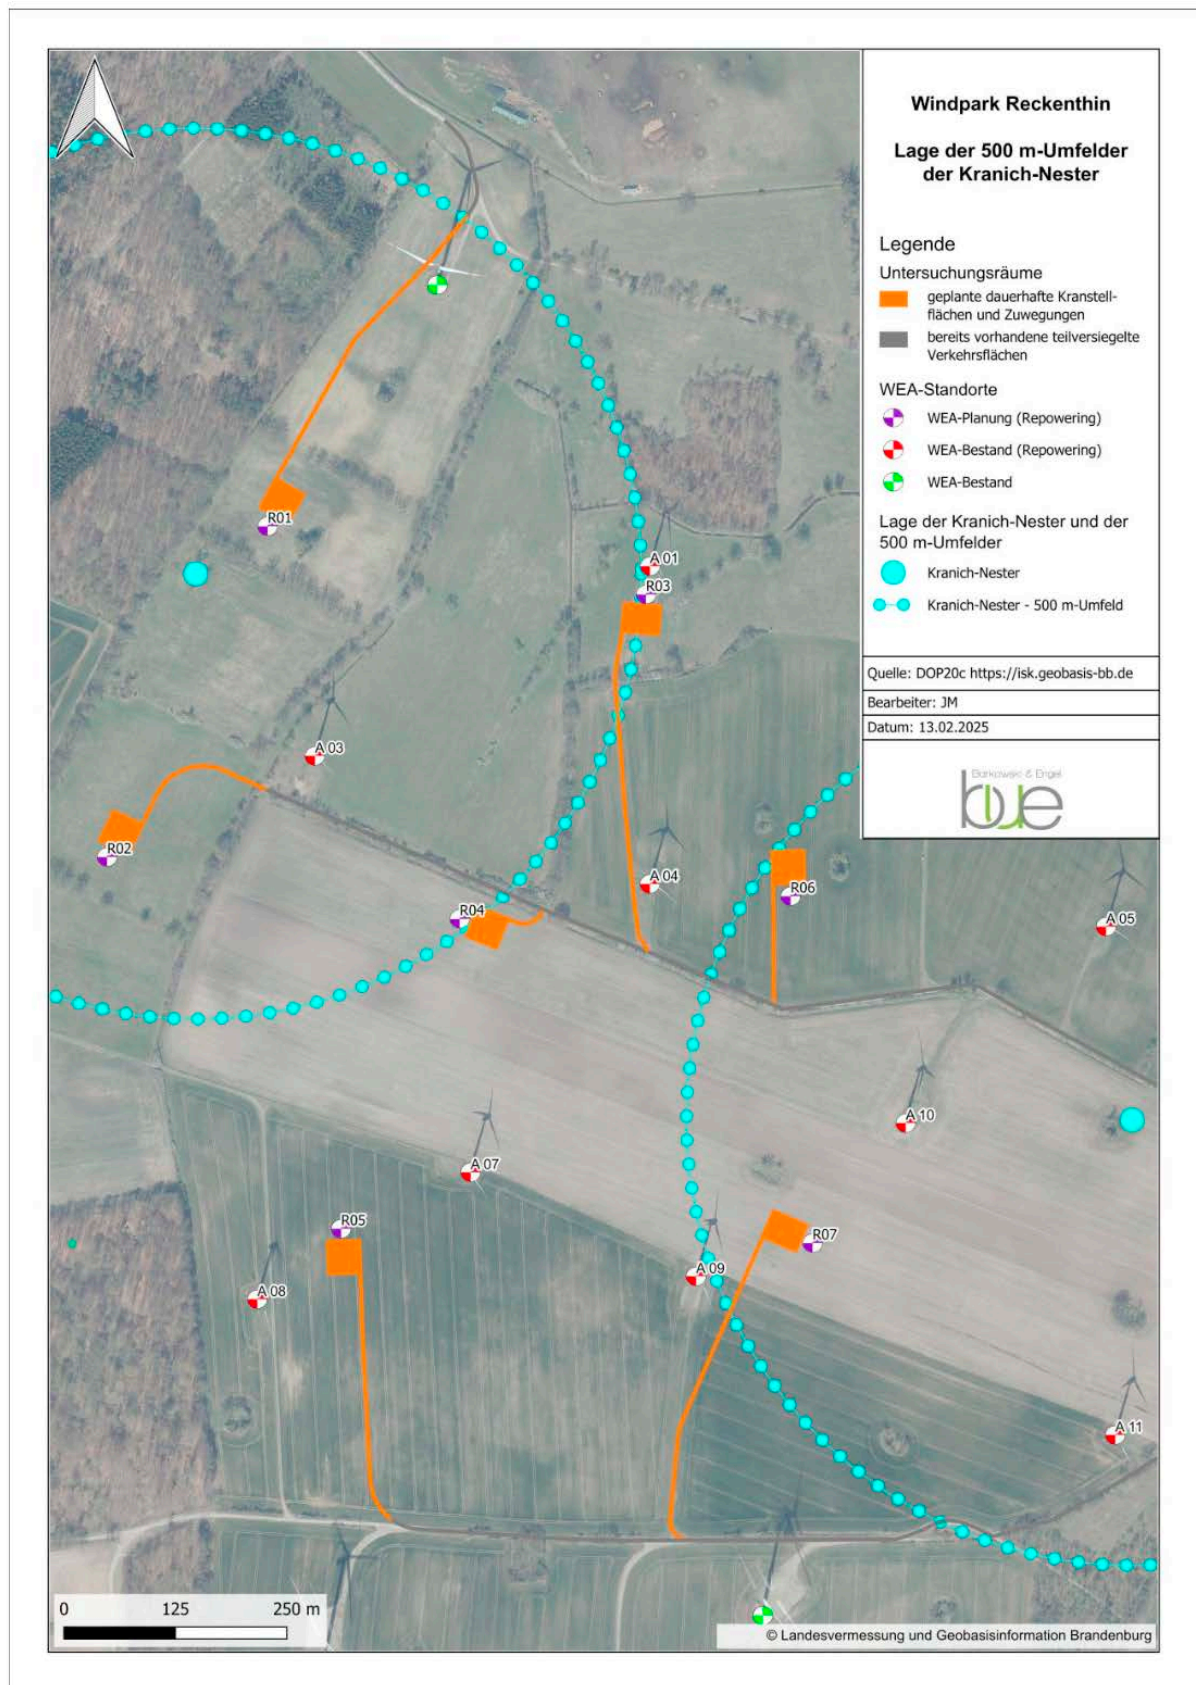 Windpark Reckenthin
Lage der 500 m-Umfelder
der Kranich-Nester
Legende
Untersuchungsräume
geplante dauerhafte Kranstell-
flächen und Zuwegungen
bereits vorhandene teilversiegelte
Verkehrsflächen
WEA-Standorte
WEA-Planung (Repowering)
WEA-Bestand (Repowering)
WEA-Bestand
Lage der Kranich-Nester und der
500 m-Umfelder
Kranich-Nester
Kranich-Nester - 500 m-Umfeld
Quelle: DOP20c https://isk.geobasis-bb.de
Bearbeiter: JM
Datum: 13.02.2025
Barkowski & Engel
bue
R01
A 01
R03
A 03
R02
A 04
R06
R04
A 05
A 10
A 07
R05
R07
A 09
A 08
A 11
0 125 250 m
© Landesvermessung und Geobasisinformation Brandenburg